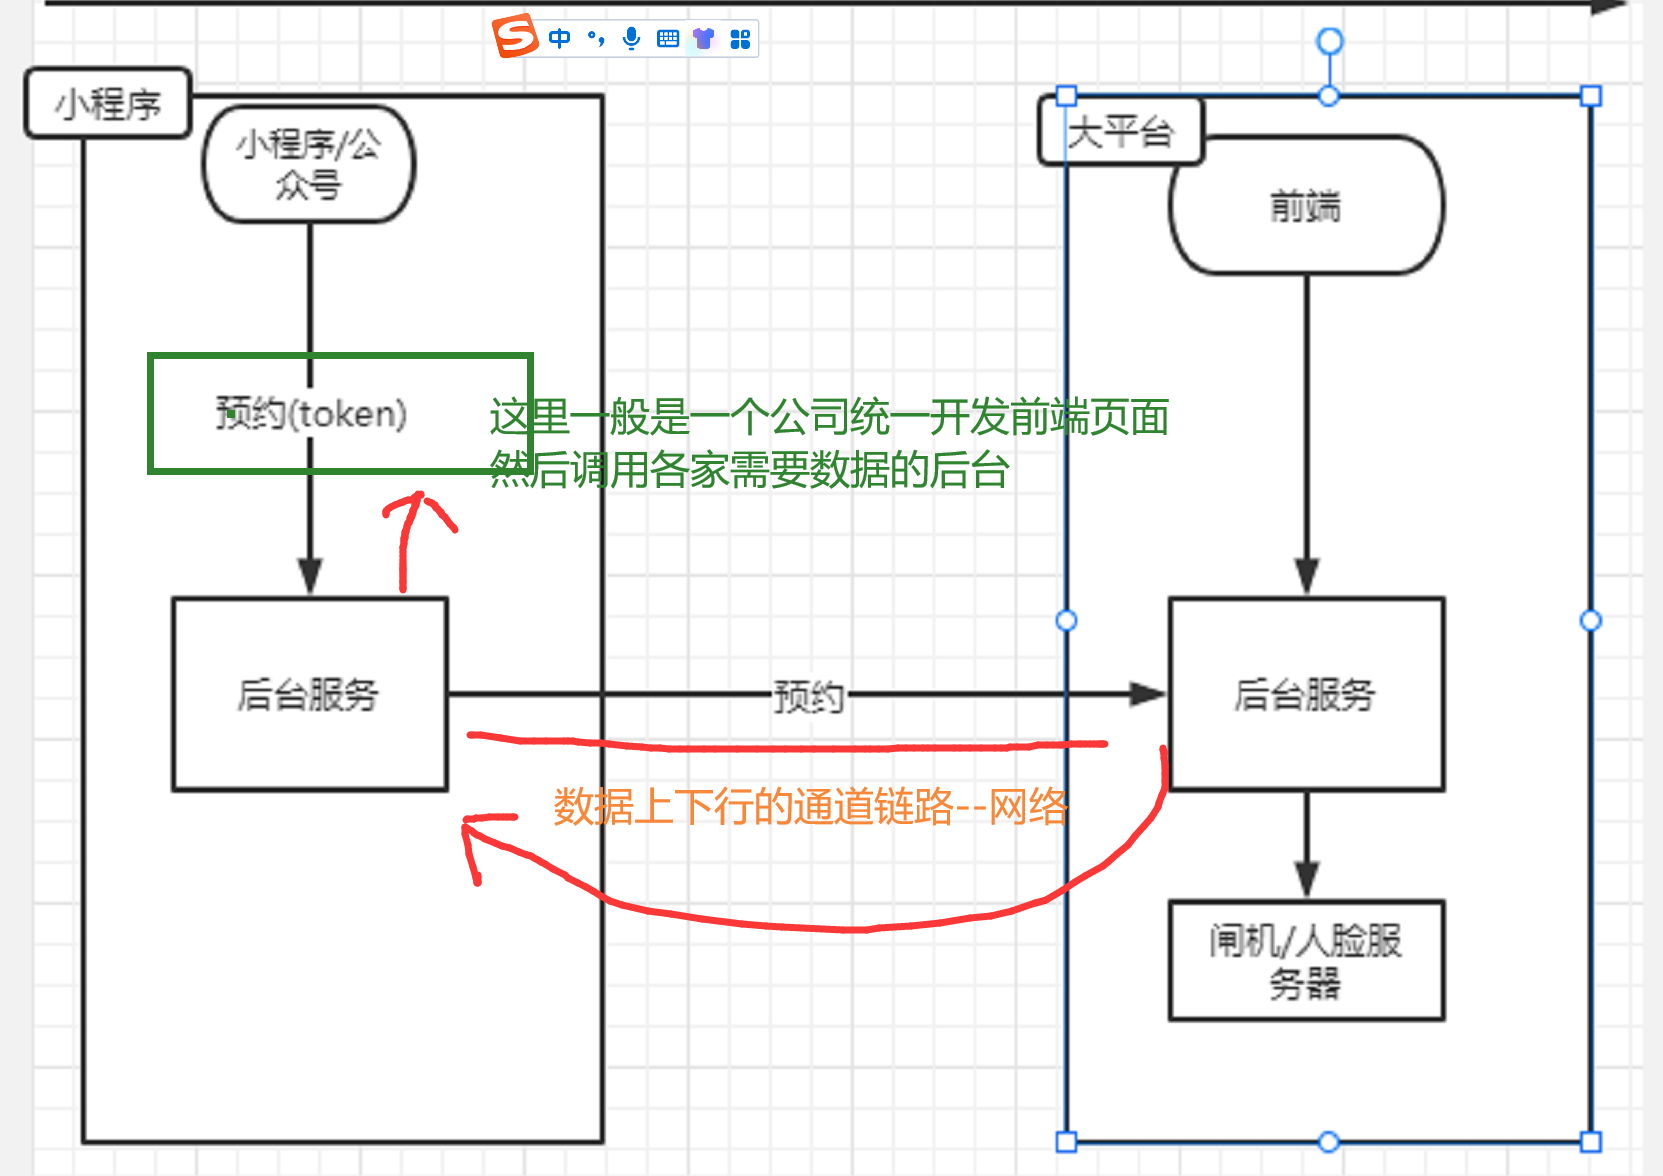 中
小程序
小程序/公
众号
大平台
前端
预约(token)
这里一般是一个公司统一开发前端页面
然后调用各家需要数据的后台
后台服务
预约
后台服务
数据上下行的通道链路--网络
闸机/人脸服
务器